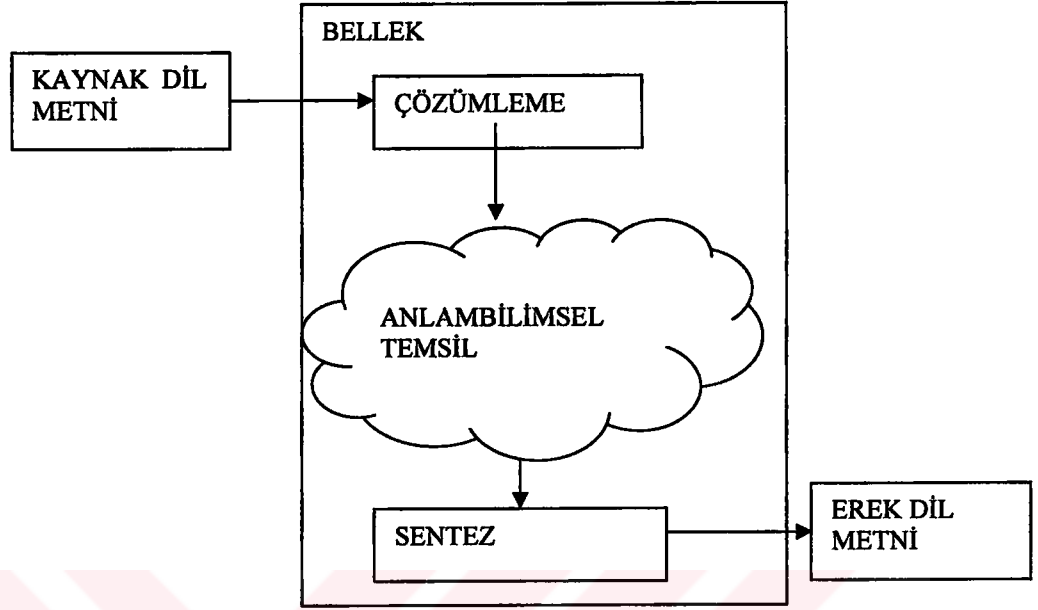 BELLEK
KAYNAK DİL
METNİ
ÇÖZÜMLEME
ANLAMBİLİMSEL
TEMSİL
SENTEZ
EREK DİL
METNİ